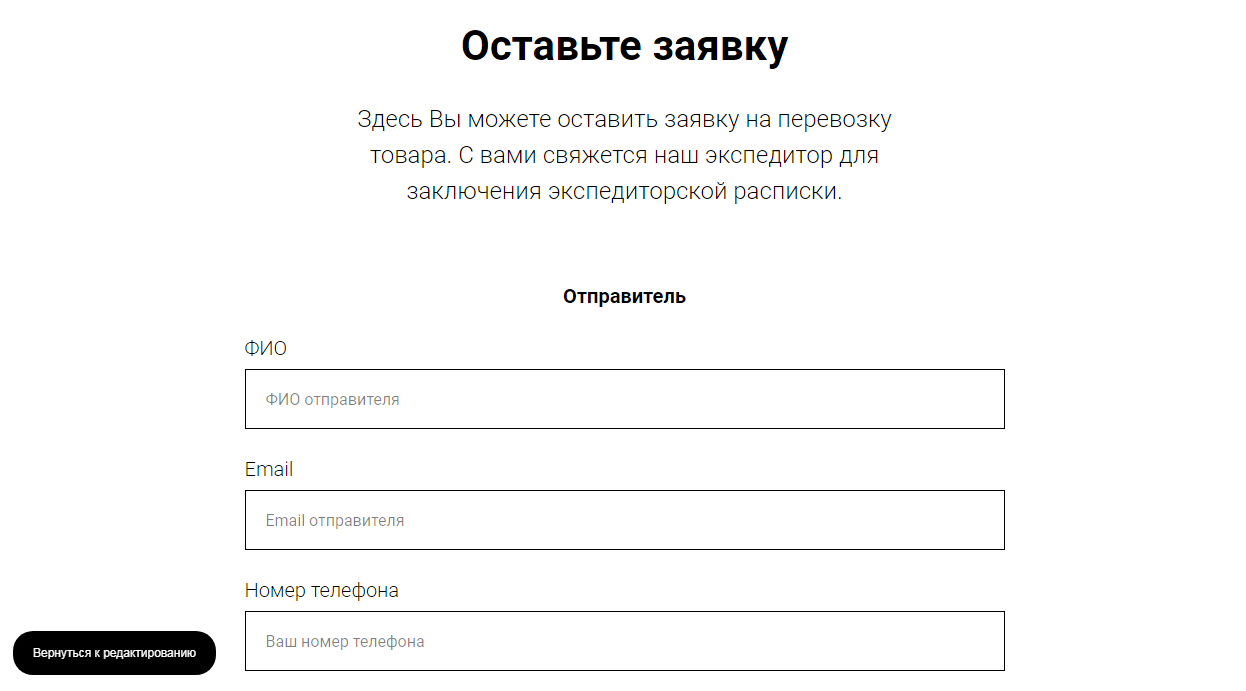 Оставьте заявку
Здесь Вы можете оставить заявку на перевозку
товара. С вами свяжется наш экспедитор для
заключения экспедиторской расписки.
Отправитель
ФИО
ФИО отправителя
Email
Email отправителя
Номер телефона
Ваш номер телефона
Вернуться к редактированию